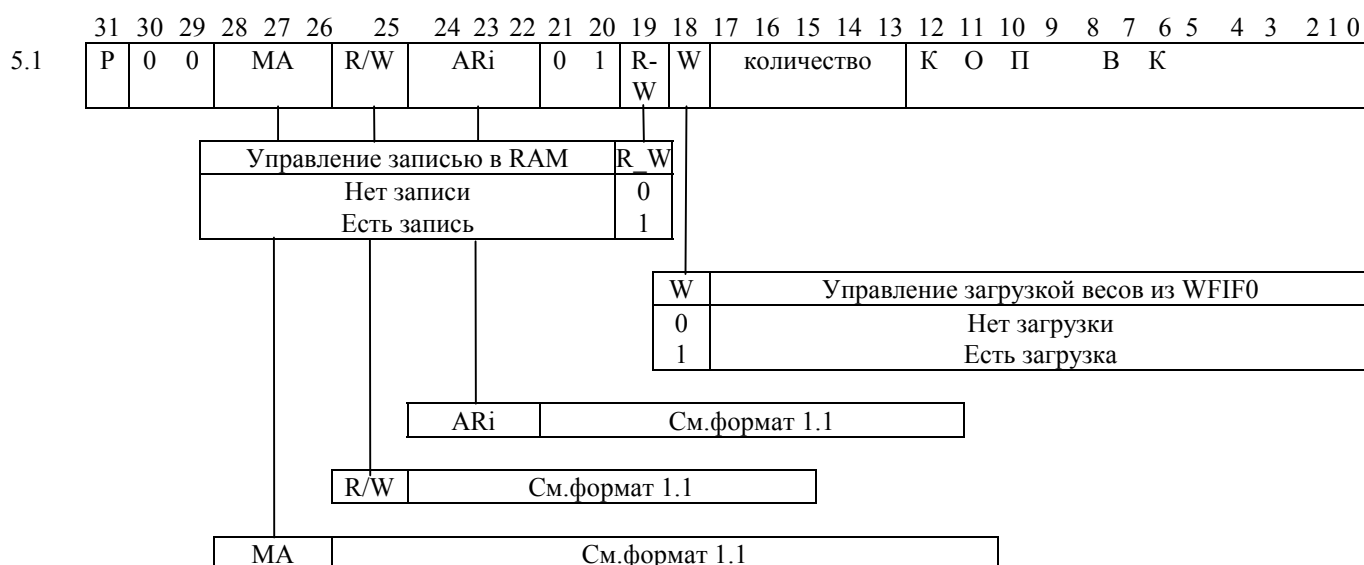 31 30 29 28 27 26 25 24 23 22 21 20 19 18 17 16 15 14 13 12 11 10 9 8 7 6 5 4 3 2 1 0
5.1 P 0 0 MA R/W ARi 0 1 R- W количество К О П В К
W
Управление записью в RAM R_W
Нет записи 0
Есть запись 1
W Управление загрузкой весов из WFIF0
0 Нет загрузки
1 Есть загрузка
ARi См.формат 1.1
R/W См.формат 1.1
MA См.формат 1.1